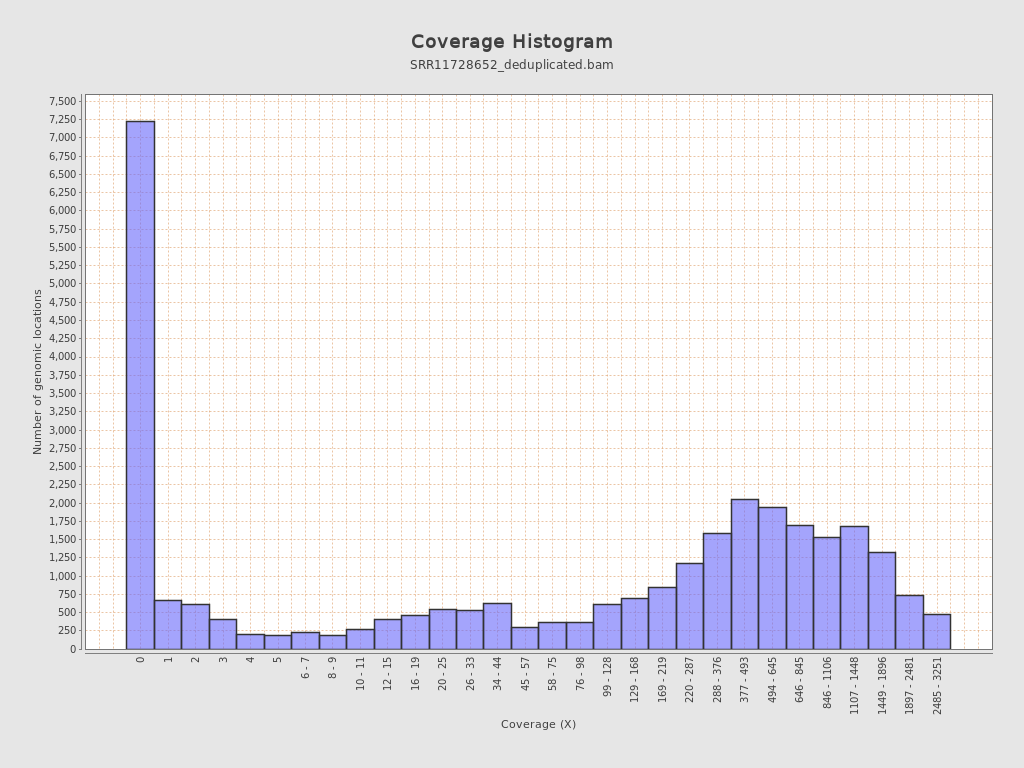 Coverage Histogram
SRR11728652_deduplicated.bam
Number of genomic locations
7,500
7,250
7,000
6,750
6,500
6,250
6,000
5,750
5,500
5,250
5,000
4,750
4,500
4,250
4,000
3,750
3,500
3,250
3,000
2,750
2,500
2,250
2,000
1,750
1,500
1,250
1,000
750
500
250
0
0
1
2
3
4
5
6 - 7
8 - 9
10 - 11
12 - 15
16 - 19
20 - 25
26 - 33
34 - 44
45 - 57
58 - 75
76 - 98
99 - 128
129 - 168
169 - 219
220 - 287
288 - 376
377 - 493
494 - 645
646 - 845
846 - 1106
1107 - 1448
1449 - 1896
1897 - 2481
2485 - 3251
Coverage (X)